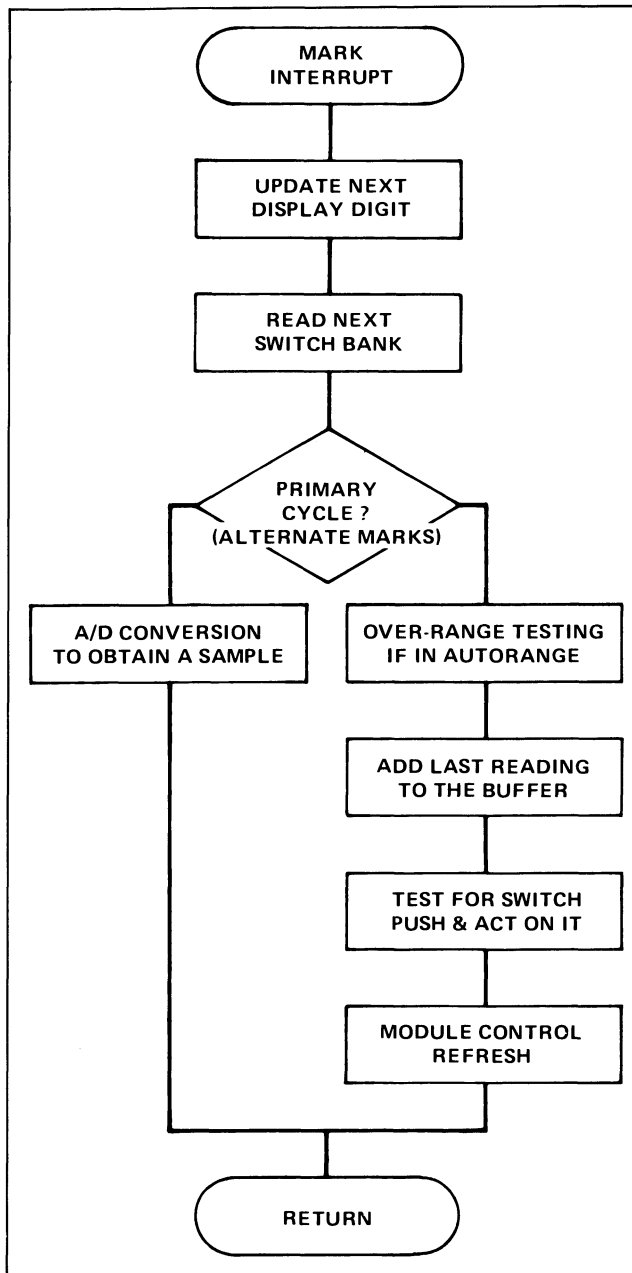 MARK
INTERRUPT
UPDATE NEXT
DISPLAY DIGIT
READ NEXT
SWITCH BANK
PRIMARY
CYCLE ?
(ALTERNATE MARKS)
A/D CONVERSION
TO OBTAIN A SAMPLE
OVER-RANGE TESTING
IF IN AUTORANGE
ADD LAST READING
TO THE BUFFER
TEST FOR SWITCH
PUSH & ACT ON IT
MODULE CONTROL
REFRESH
RETURN